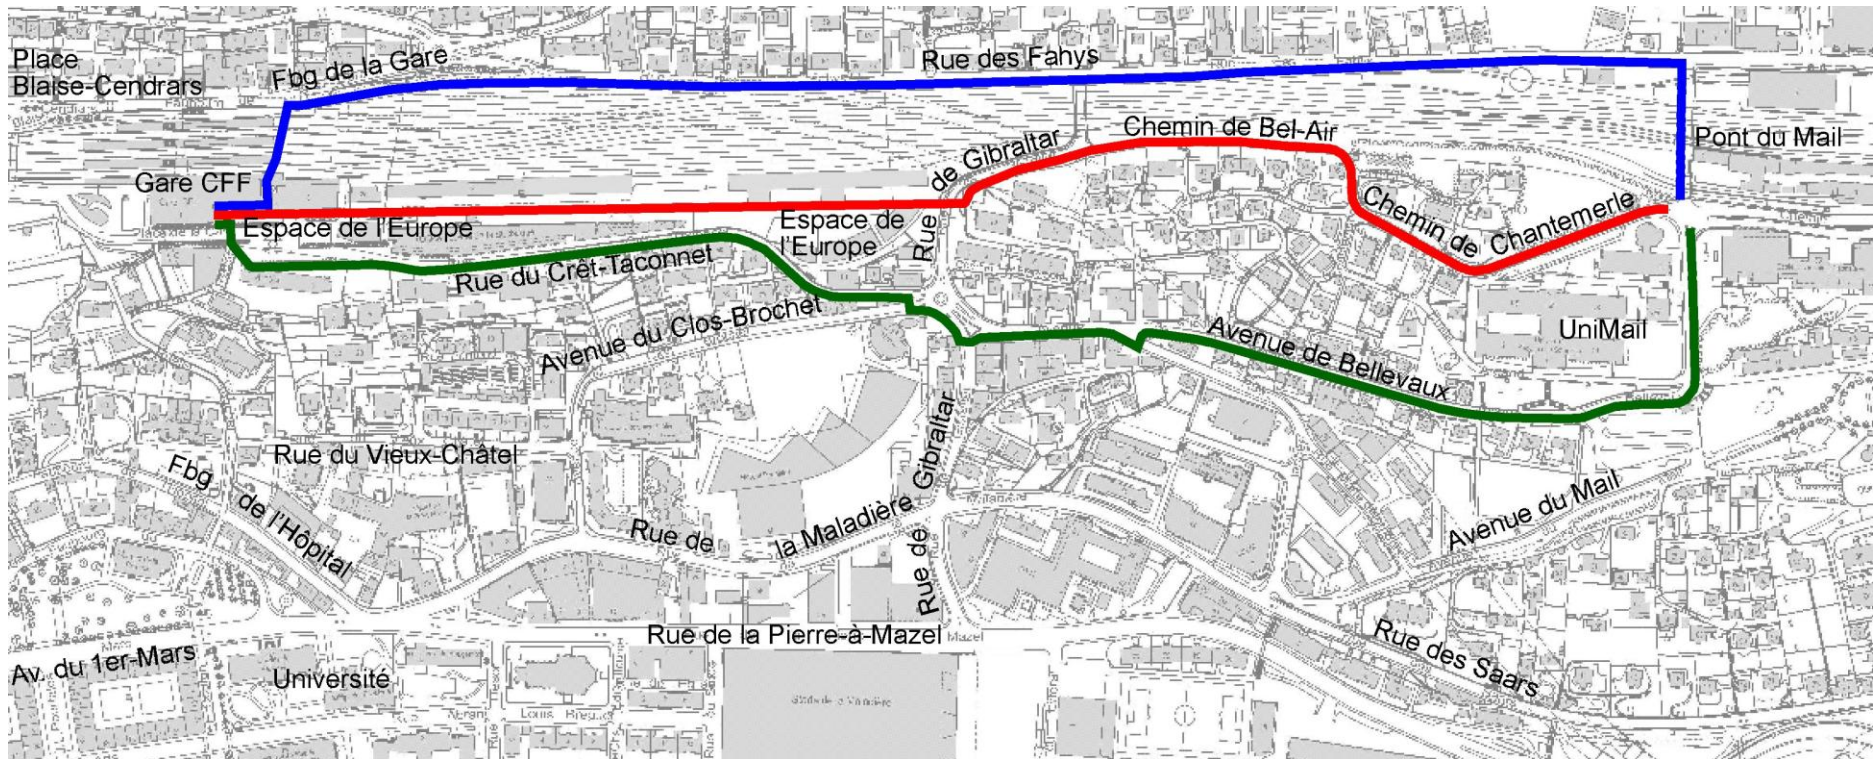 Place
Blaise-Cendrars
Fbg de la Gare
Rue des Fahys
Pont du Mail
Gare CFF
Rue de Gibraltar
Chemin de Bel-Air
Espace de l'Europe
Espace de
l'Europe
Chemin de Chantemerle
Rue du Crêt-Taconnet
Avenue du Clos-Brochet
Avenue de Bellevaux
UniMail
Rue du Vieux-Châtel
Fbg de l'Hôpital
Rue de la Maladière
Rue de Gibraltar
Avenue du Mail
Rue de la Pierre-à-Mazel
Mazel
Av. du 1er-Mars
Université
Rue des Saars